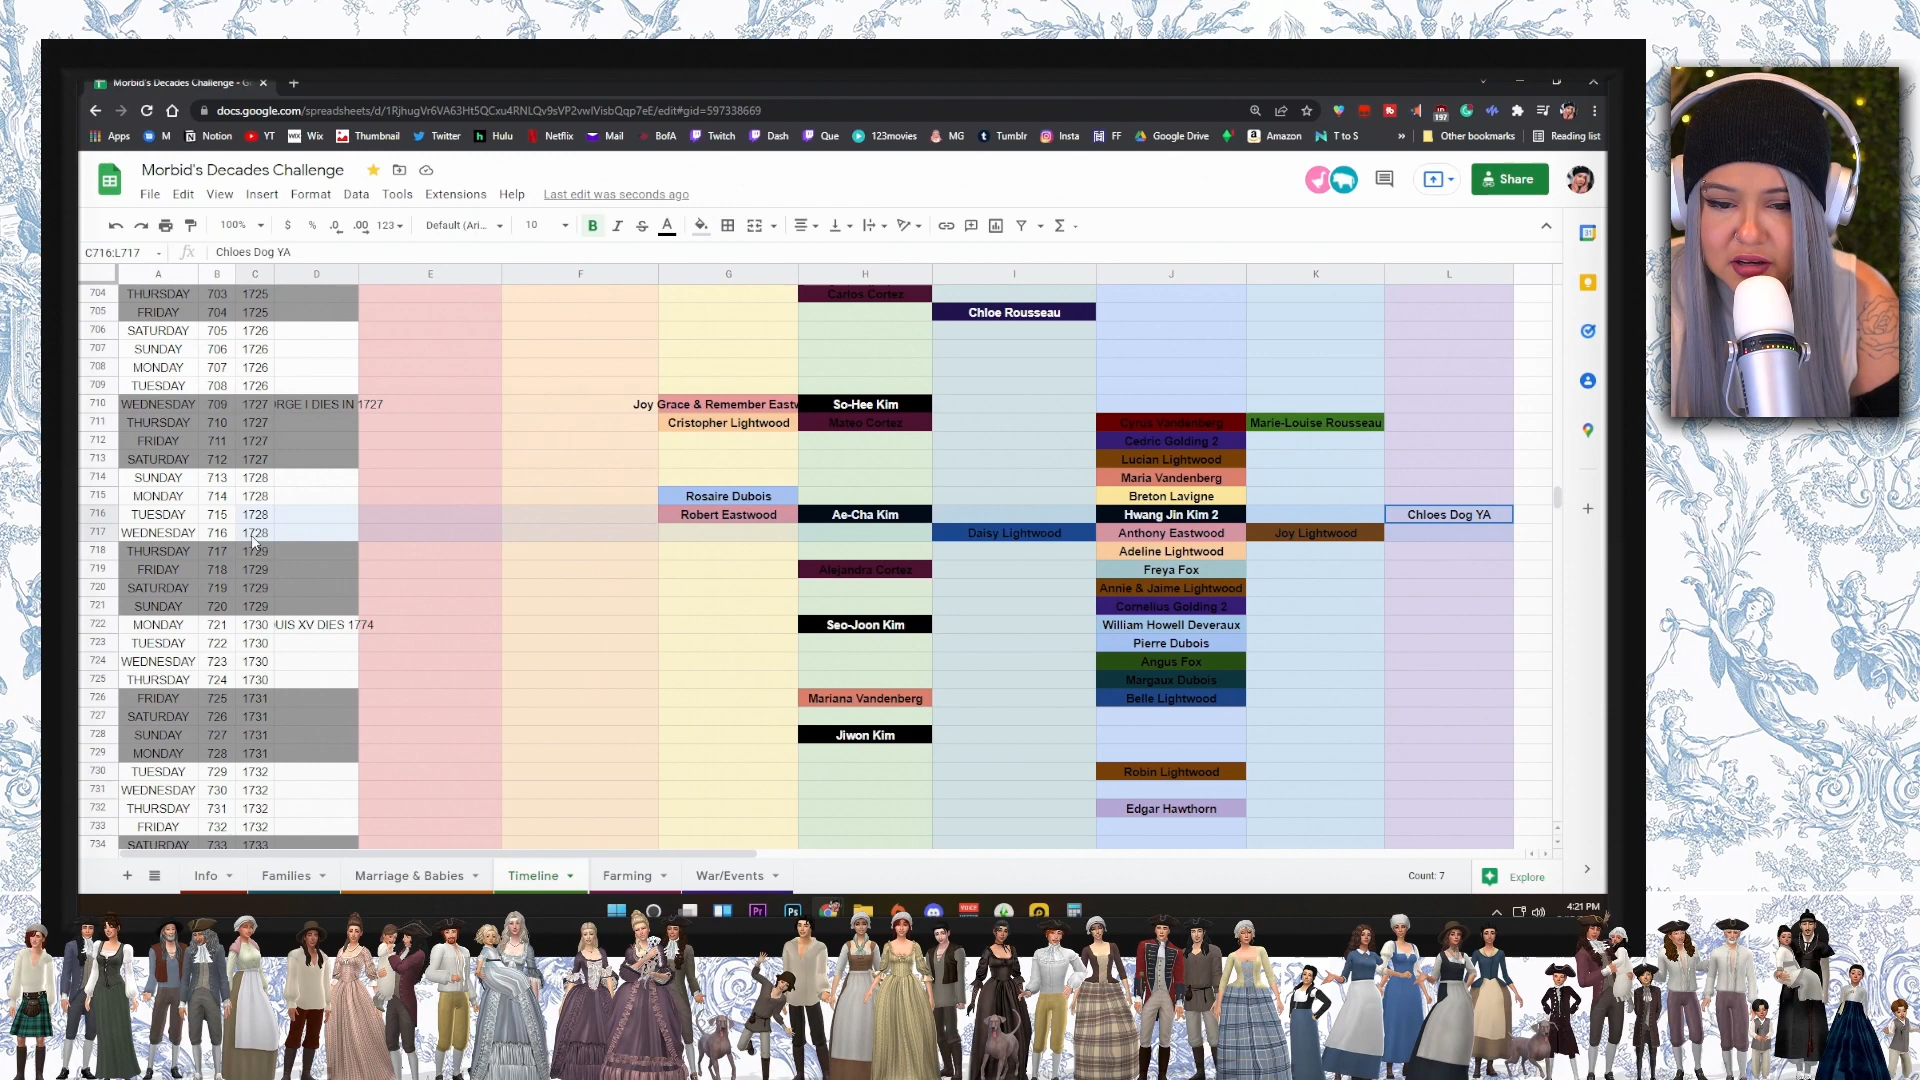 Morbid's Decades Challenge - G
docs.google.com/spreadsheets/d/1RjhugVr6VA63Ht5QCxu4RNLQv9sVP2vwIVisbQqp7eE/edit#gid=597338669
197
Apps M Notion YT Wix Thumbnail Twitter Hulu Netflix Mail BofA Twitch Dash Que 123movies MG Tumblr Insta FF Google Drive Amazon T to S » Other bookmarks Reading list
Morbid's Decades Challenge
Share
File Edit View Insert Format Data Tools Extensions Help Last edit was seconds ago
100% $ % .0 .00 123 Default (Ari... 10 B I S A
C716:L717 fx Chloes Dog YA
A B C D E F G H I J K L
704 THURSDAY 703 1725 Carlos Cortez
705 FRIDAY 704 1725 Chloe Rousseau
706 SATURDAY 705 1726
707 SUNDAY 706 1726
708 MONDAY 707 1726
709 TUESDAY 708 1726
710 WEDNESDAY 709 1727 RGE I DIES IN 1727 Joy Grace & Remember Eastw So-Hee Kim
711 THURSDAY 710 1727 Cristopher Lightwood Mateo Cortez Cyrus Vandenberg Marie-Louise Rousseau
712 FRIDAY 711 1727 Cedric Golding 2
713 SATURDAY 712 1727 Lucian Lightwood
714 SUNDAY 713 1728 Maria Vandenberg
715 MONDAY 714 1728 Rosaire Dubois Breton Lavigne
716 TUESDAY 715 1728 Robert Eastwood Ae-Cha Kim Hwang Jin Kim 2 Chloes Dog YA
717 WEDNESDAY 716 1728 Daisy Lightwood Anthony Eastwood Joy Lightwood
718 THURSDAY 717 1729 Adeline Lightwood
719 FRIDAY 718 1729 Alejandra Cortez Freya Fox
720 SATURDAY 719 1729 Annie & Jaime Lightwood
721 SUNDAY 720 1729 Cornelius Golding 2
722 MONDAY 721 1730 UIS XV DIES 1774 Seo-Joon Kim William Howell Deveraux
723 TUESDAY 722 1730 Pierre Dubois
724 WEDNESDAY 723 1730 Angus Fox
725 THURSDAY 724 1730 Margaux Dubois
726 FRIDAY 725 1731 Mariana Vandenberg Belle Lightwood
727 SATURDAY 726 1731
728 SUNDAY 727 1731 Jiwon Kim
729 MONDAY 728 1731
730 TUESDAY 729 1732 Robin Lightwood
731 WEDNESDAY 730 1732
732 THURSDAY 731 1732 Edgar Hawthorn
733 FRIDAY 732 1732
734 SATURDAY 733 1733
Info Families Marriage & Babies Timeline Farming War/Events Count: 7 Explore
Pr Ps 4:21 PM